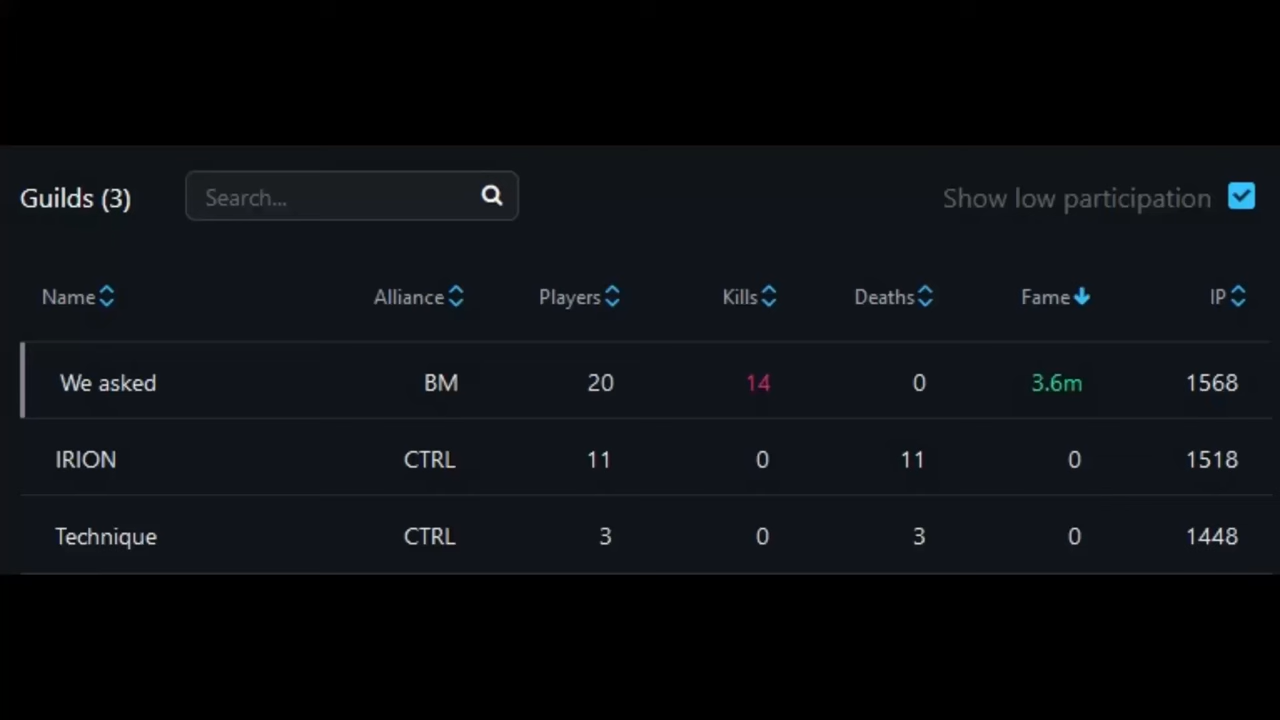 Guilds (3) Search... Show low participation
Name Alliance Players Kills Deaths Fame IP
We asked BM 20 14 0 3.6m 1568
IRION CTRL 11 0 11 0 1518
Technique CTRL 3 0 3 0 1448